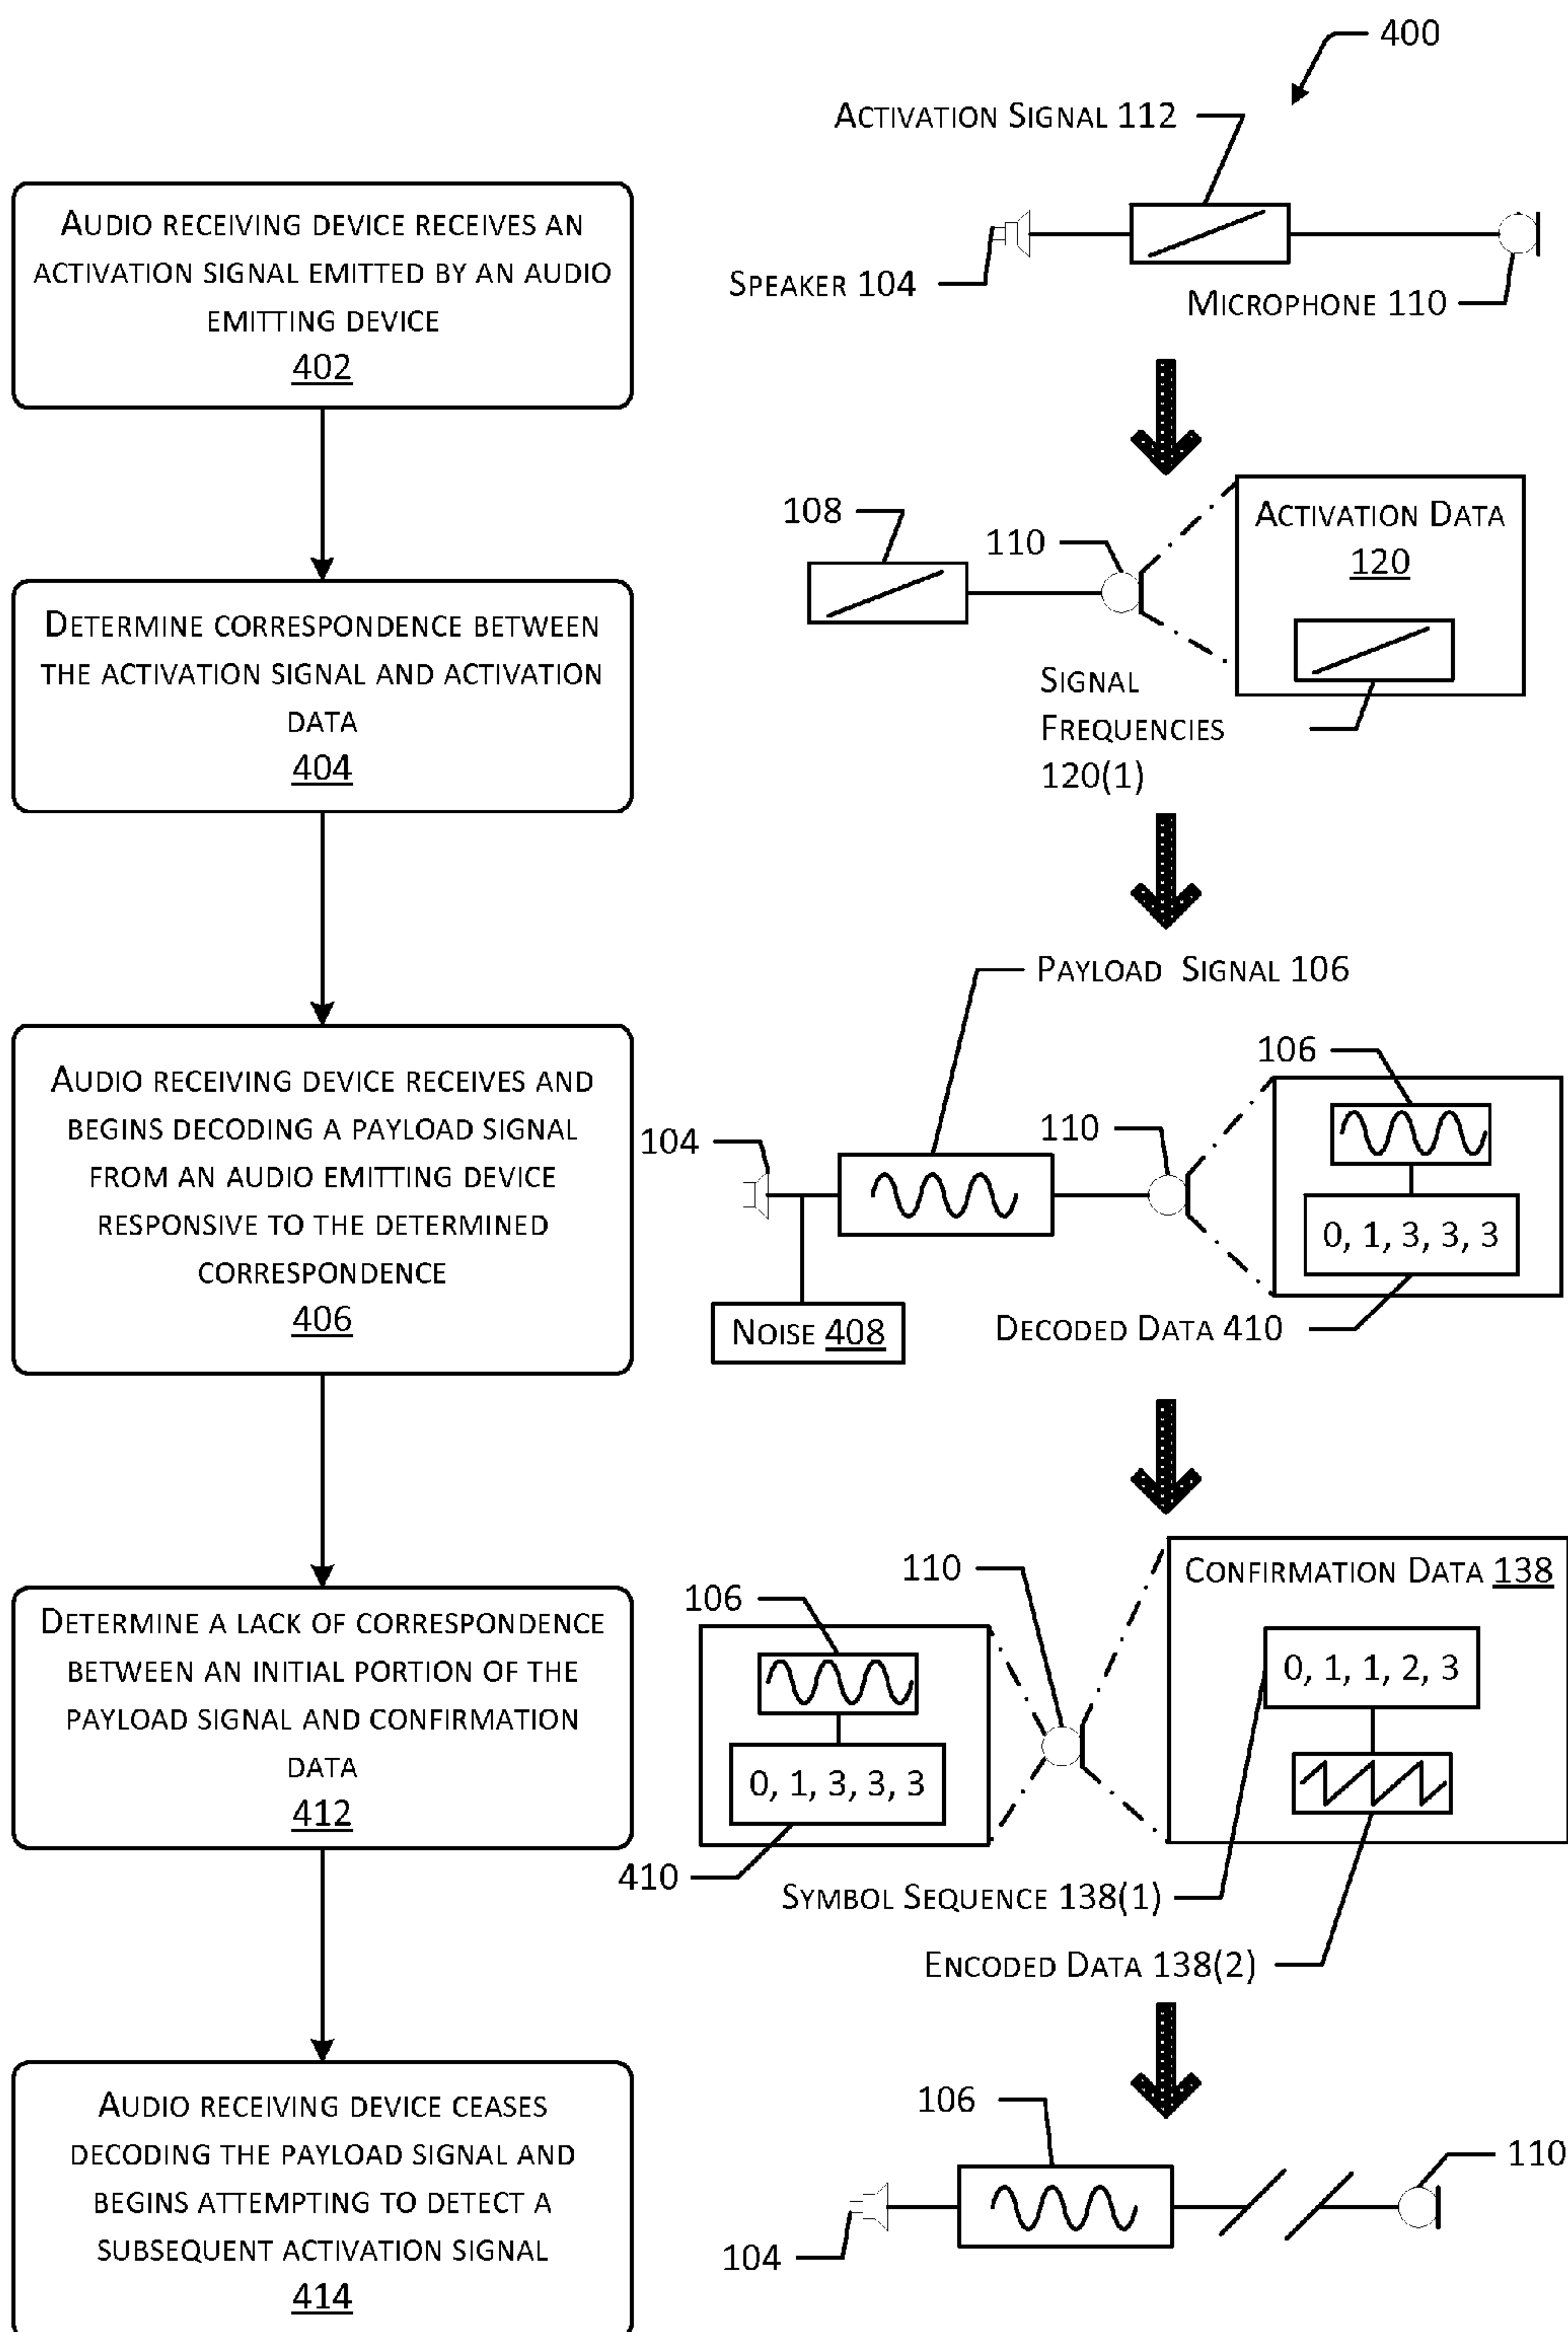 400
ACTIVATION SIGNAL 112
SPEAKER 104
MICROPHONE 110
AUDIO RECEIVING DEVICE RECEIVES AN
ACTIVATION SIGNAL EMITTED BY AN AUDIO
EMITTING DEVICE
402
108
110
ACTIVATION DATA
120
SIGNAL
FREQUENCIES
120(1)
DETERMINE CORRESPONDENCE BETWEEN
THE ACTIVATION SIGNAL AND ACTIVATION
DATA
404
PAYLOAD SIGNAL 106
106
110
104
0, 1, 3, 3, 3
NOISE 408
DECODED DATA 410
AUDIO RECEIVING DEVICE RECEIVES AND
BEGINS DECODING A PAYLOAD SIGNAL
FROM AN AUDIO EMITTING DEVICE
RESPONSIVE TO THE DETERMINED
CORRESPONDENCE
406
110
106
CONFIRMATION DATA 138
0, 1, 1, 2, 3
0, 1, 3, 3, 3
410
SYMBOL SEQUENCE 138(1)
ENCODED DATA 138(2)
DETERMINE A LACK OF CORRESPONDENCE
BETWEEN AN INITIAL PORTION OF THE
PAYLOAD SIGNAL AND CONFIRMATION
DATA
412
106
110
104
AUDIO RECEIVING DEVICE CEASES
DECODING THE PAYLOAD SIGNAL AND
BEGINS ATTEMPTING TO DETECT A
SUBSEQUENT ACTIVATION SIGNAL
414